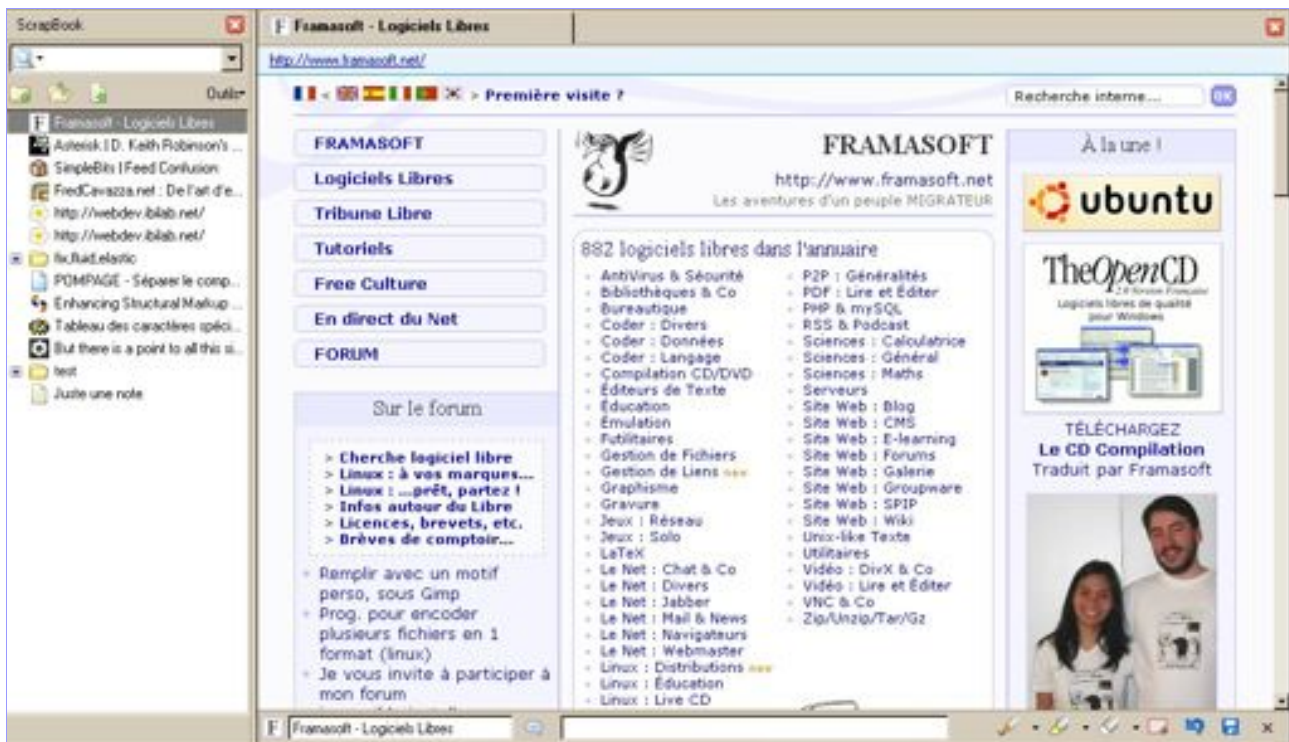 ScrapBook
Outils
Framasoft - Logiciels Libres
Asterisk | D. Keith Robinson's ...
SimpleBits | Feed Confusion
FredCavazza.net : De l'art d'e...
http://webdev.ibilab.net/
http://webdev.ibilab.net/
fix,fluid,elastic
POMPAGE - Séparer le comp...
Enhancing Structural Markup ...
Tableau des caractères spéci...
But there is a point to all this si...
test
Juste une note
Framasoft - Logiciels Libres
http://www.framasoft.net/
> Première visite ?
Recherche interne...
OK
FRAMASOFT
Logiciels Libres
Tribune Libre
Tutoriels
Free Culture
En direct du Net
FORUM
Sur le forum
> Cherche logiciel libre
> Linux : à vos marques...
> Linux : ...prêt, partez !
> Infos autour du Libre
> Licences, brevets, etc.
> Brèves de comptoir...
Remplir avec un motif
perso, sous Gimp
Prog. pour encoder
plusieurs fichiers en 1
format (linux)
Je vous invite à participer à
mon forum
FRAMASOFT
http://www.framasoft.net
Les aventures d'un peuple MIGRATEUR
882 logiciels libres dans l'annuaire
AntiVirus & Sécurité
Bibliothèques & Co
Bureautique
Coder : Divers
Coder : Données
Coder : Langage
Compilation CD/DVD
Éditeurs de Texte
Éducation
Émulation
Futilitaires
Gestion de Fichiers
Gestion de Liens new
Graphisme
Gravure
Jeux : Réseau
Jeux : Solo
LaTeX
Le Net : Chat & Co
Le Net : Divers
Le Net : Jabber
Le Net : Mail & News
Le Net : Navigateurs
Le Net : Webmaster
Linux : Distributions new
Linux : Éducation
Linux : Live CD
P2P : Généralités
PDF : Lire et Éditer
PHP & mySQL
RSS & Podcast
Sciences : Calculatrice
Sciences : Général
Sciences : Maths
Serveurs
Site Web : Blog
Site Web : CMS
Site Web : E-learning
Site Web : Forums
Site Web : Galerie
Site Web : Groupware
Site Web : SPIP
Site Web : Wiki
Unix-like Texte
Utilitaires
Vidéo : DivX & Co
Vidéo : Lire et Éditer
VNC & Co
Zip/Unzip/Tar/Gz
À la une !
ubuntu
TheOpenCD
2.0 Version Française
Logiciels libres de qualité
pour Windows
TÉLÉCHARGEZ
Le CD Compilation
Traduit par Framasoft
Framasoft - Logiciels Libres